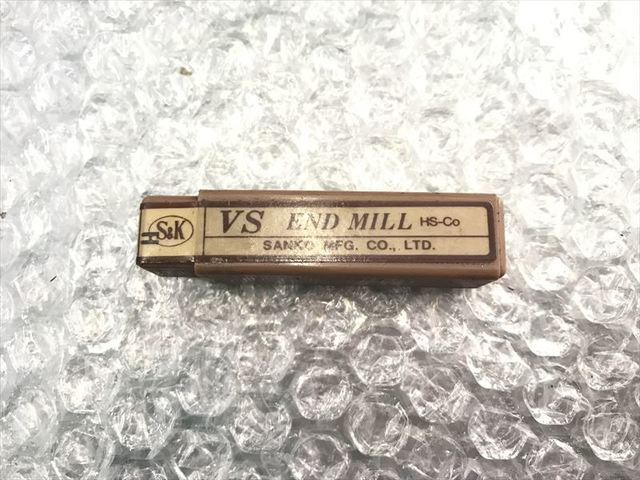 S&K
H
VS END MILL HS-Co
SANKO MFG. CO., LTD.